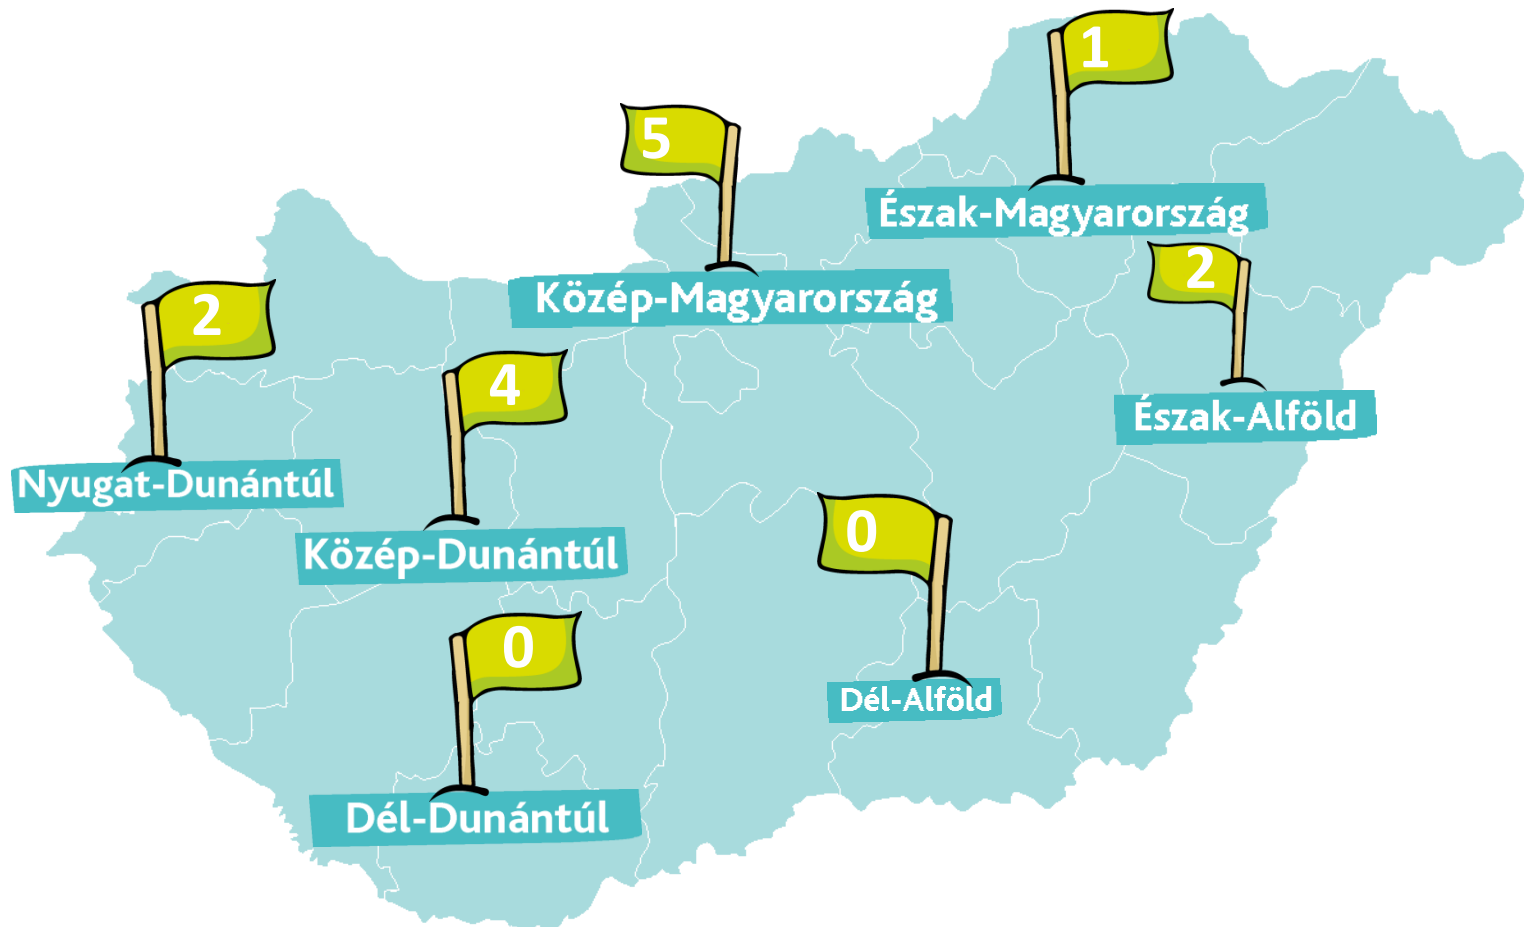 1
Észak-Magyarország
5
Közép-Magyarország
2
Észak-Alföld
2
Nyugat-Dunántúl
4
Közép-Dunántúl
0
Dél-Alföld
0
Dél-Dunántúl